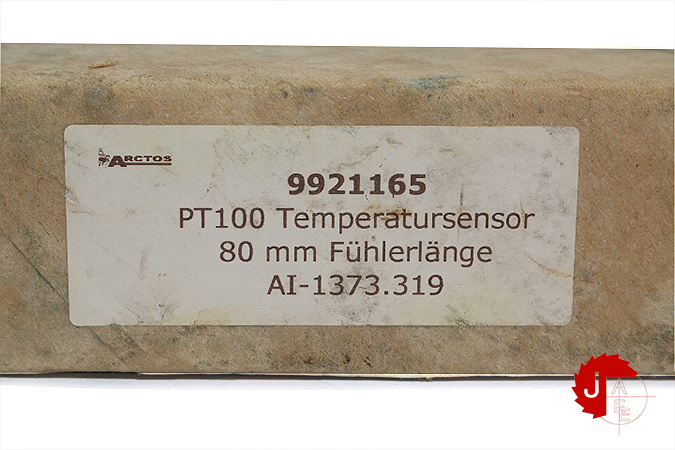 ARCTOS
9921165
PT100 Temperatursensor
80 mm Fühlerlänge
AI-1373.319
J